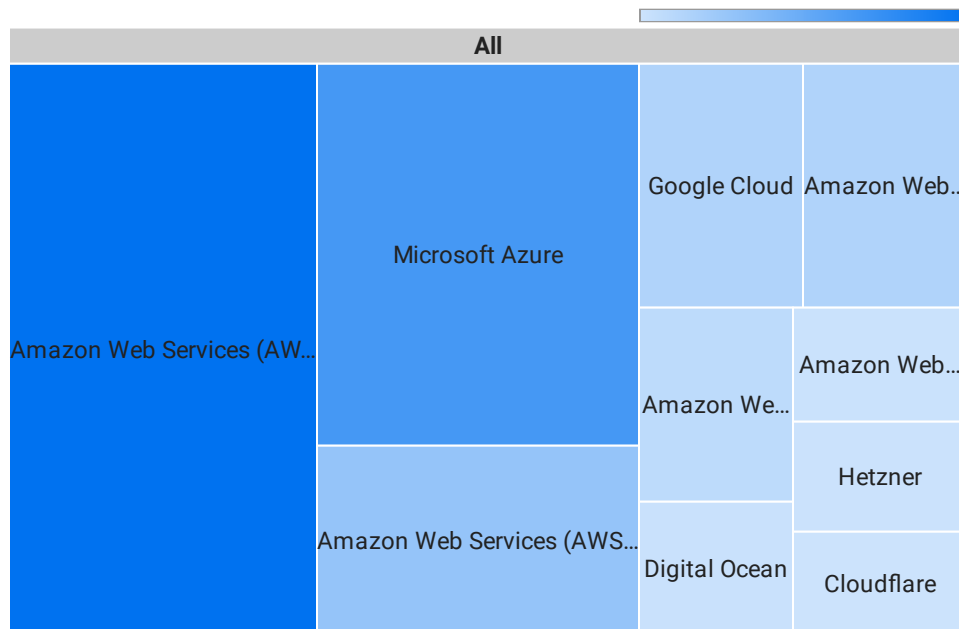 All
Amazon Web Services (AW...
Microsoft Azure
Amazon Web Services (AWS...
Google Cloud
Amazon Web...
Amazon We...
Amazon Web...
Hetzner
Digital Ocean
Cloudflare